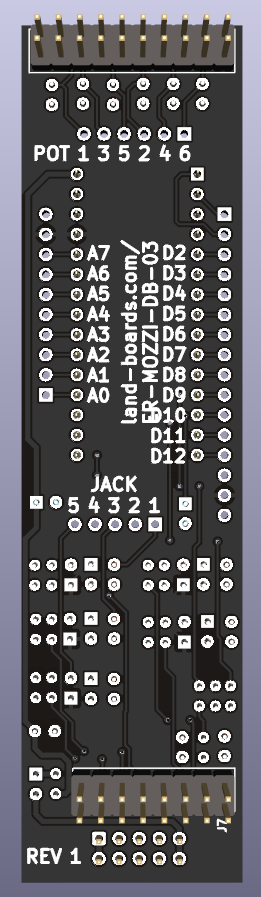 POT 1 3 5 2 4 6
A7
A6
A5
A4
A3
A2
A1
A0
land-boards.com/
ER-MOZZI-DB-03
D2
D3
D4
D5
D6
D7
D8
D9
D10
D11
D12
JACK
5 4 3 2 1
J7
REV 1